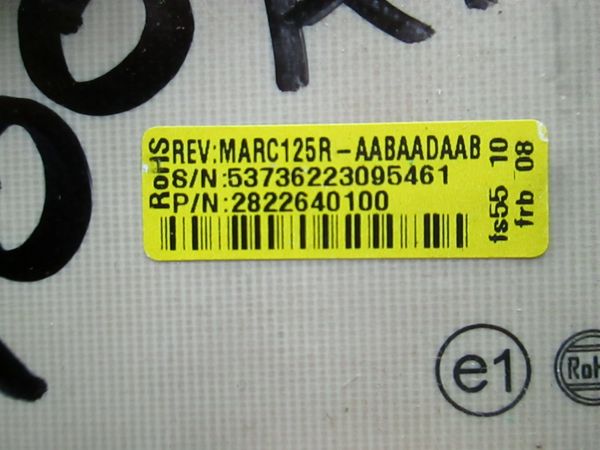 RoHS
REV:MARC125R-AABAADAAB
S/N:53736223095461
P/N:2822640100
fs55 10
frb 08
e1